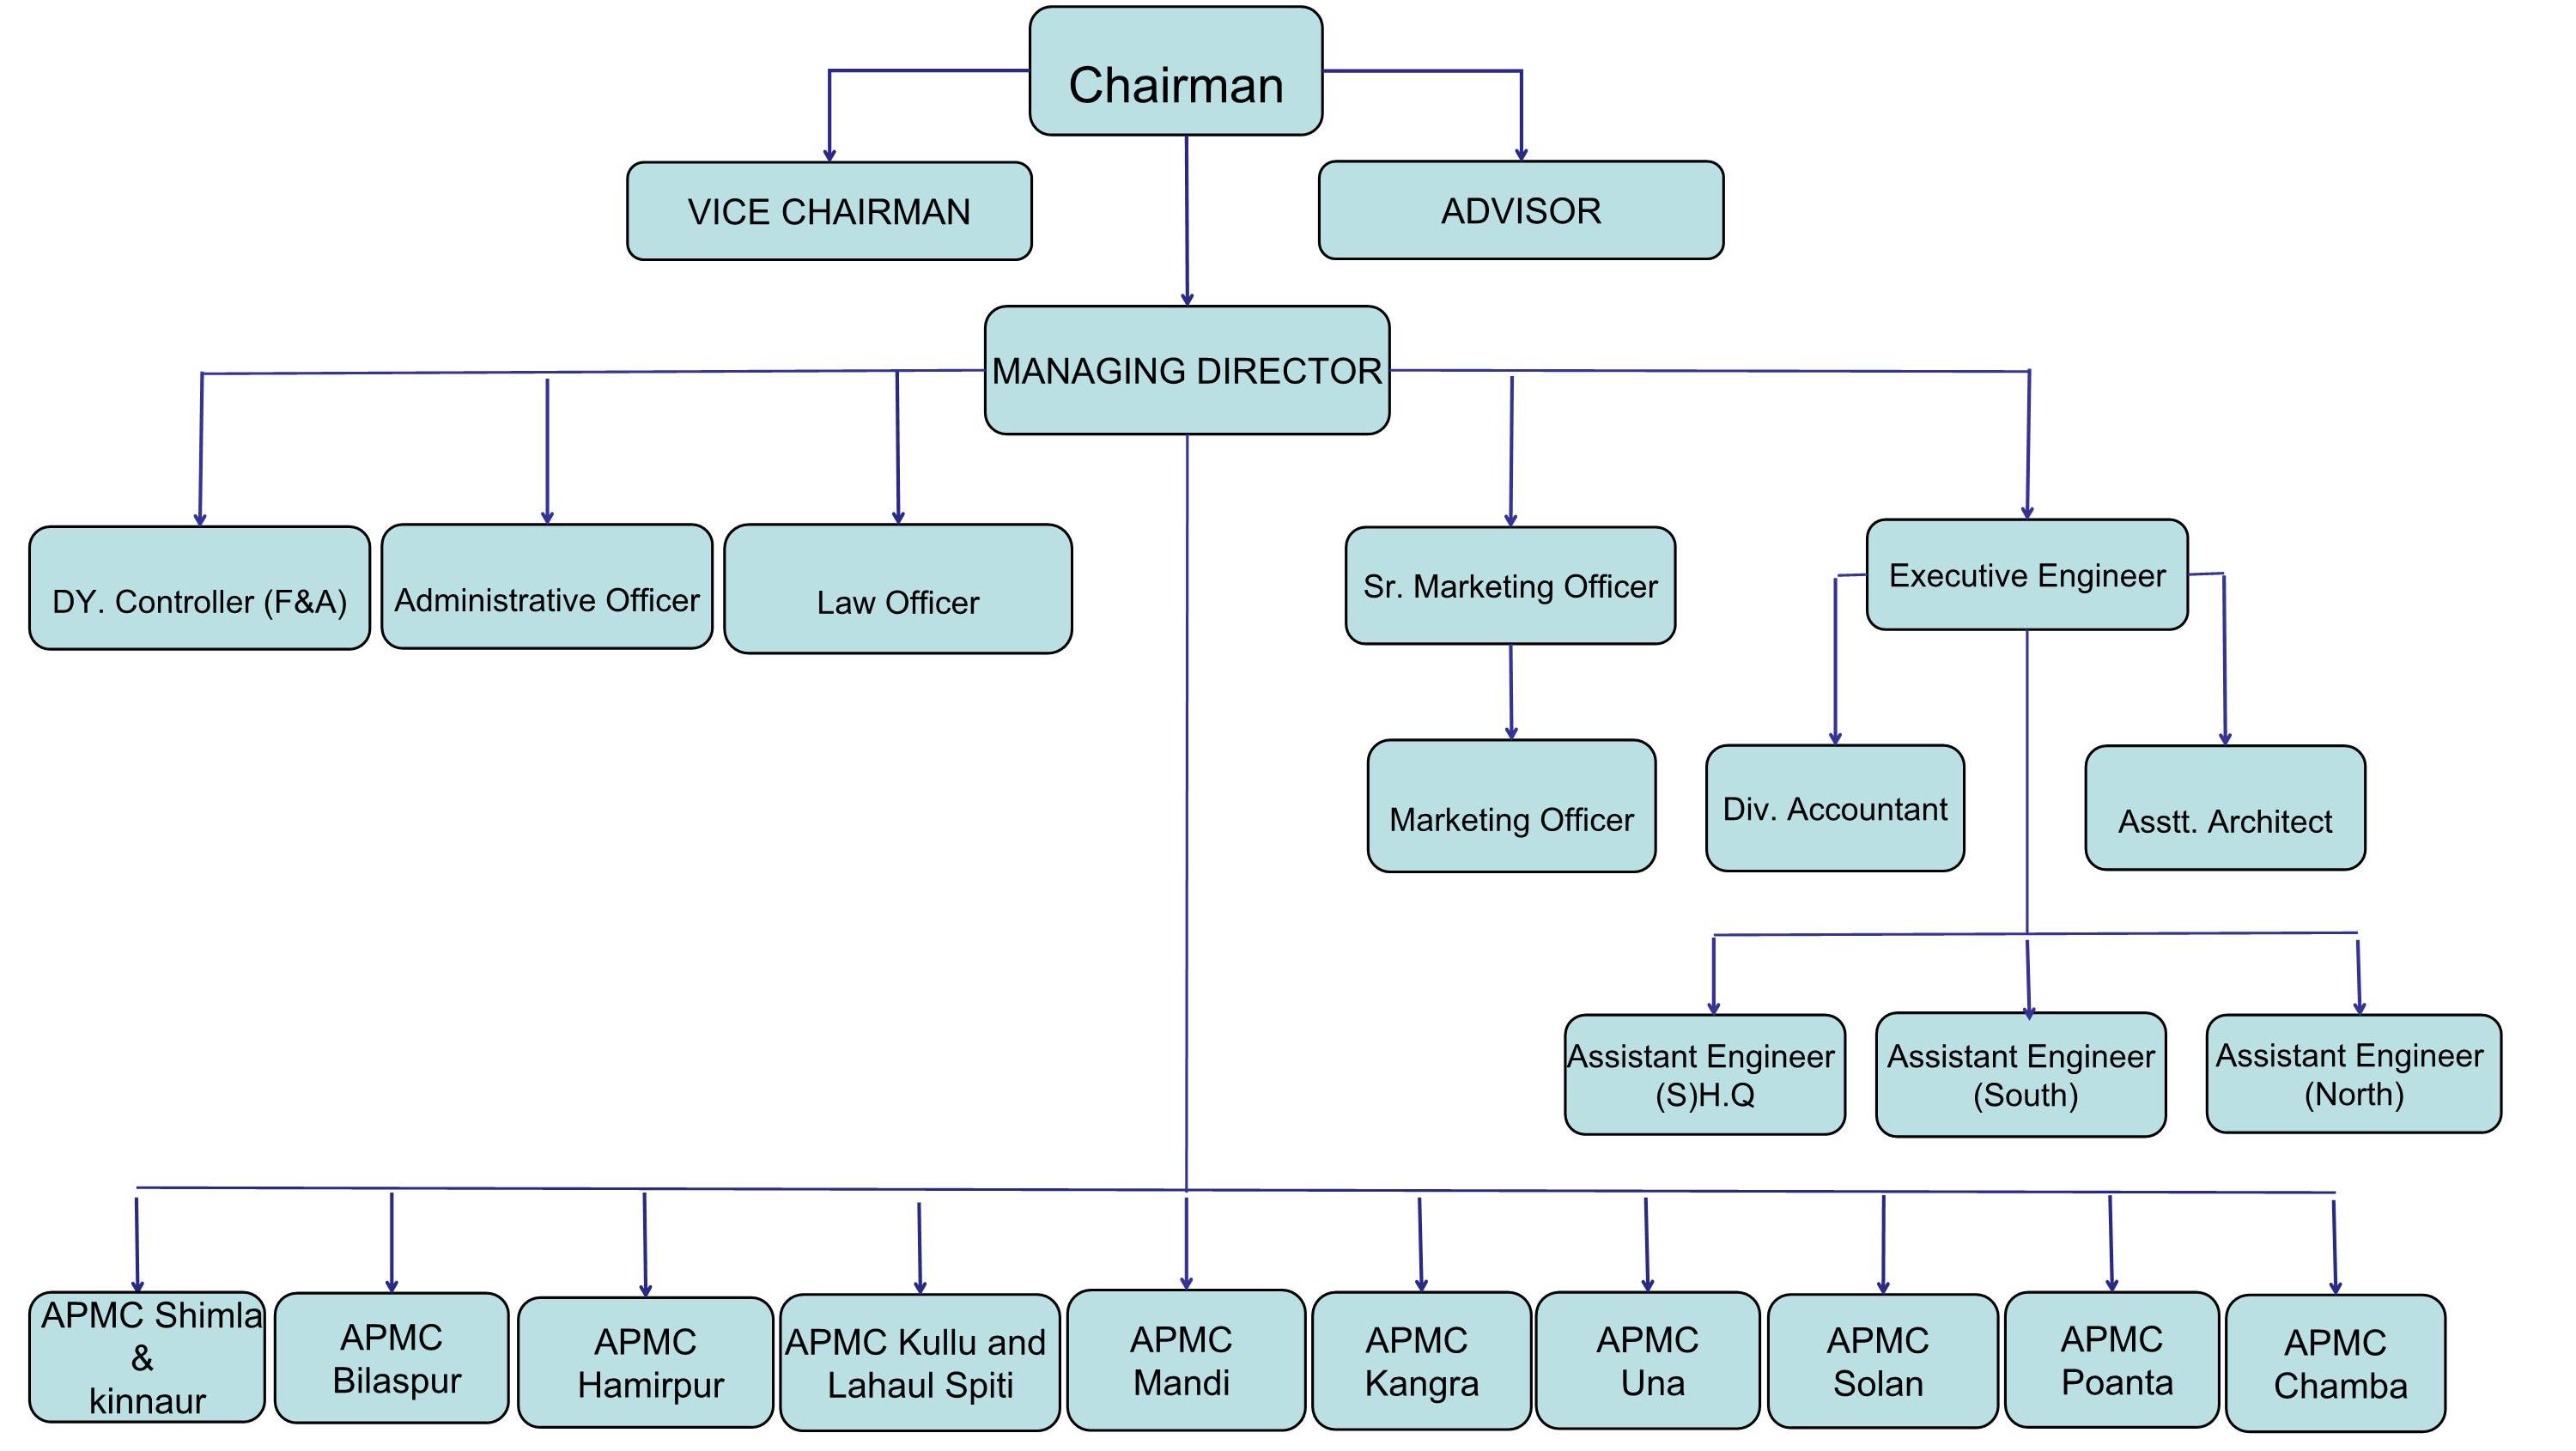 Chairman
VICE CHAIRMAN
ADVISOR
MANAGING DIRECTOR
DY. Controller (F&A)
Administrative Officer
Law Officer
Sr. Marketing Officer
Executive Engineer
Marketing Officer
Div. Accountant
Asstt. Architect
Assistant Engineer
(S)H.Q
Assistant Engineer
(South)
Assistant Engineer
(North)
APMC Shimla
&
kinnaur
APMC
Bilaspur
APMC
Hamirpur
APMC Kullu and
Lahaul Spiti
APMC
Mandi
APMC
Kangra
APMC
Una
APMC
Solan
APMC
Poanta
APMC
Chamba